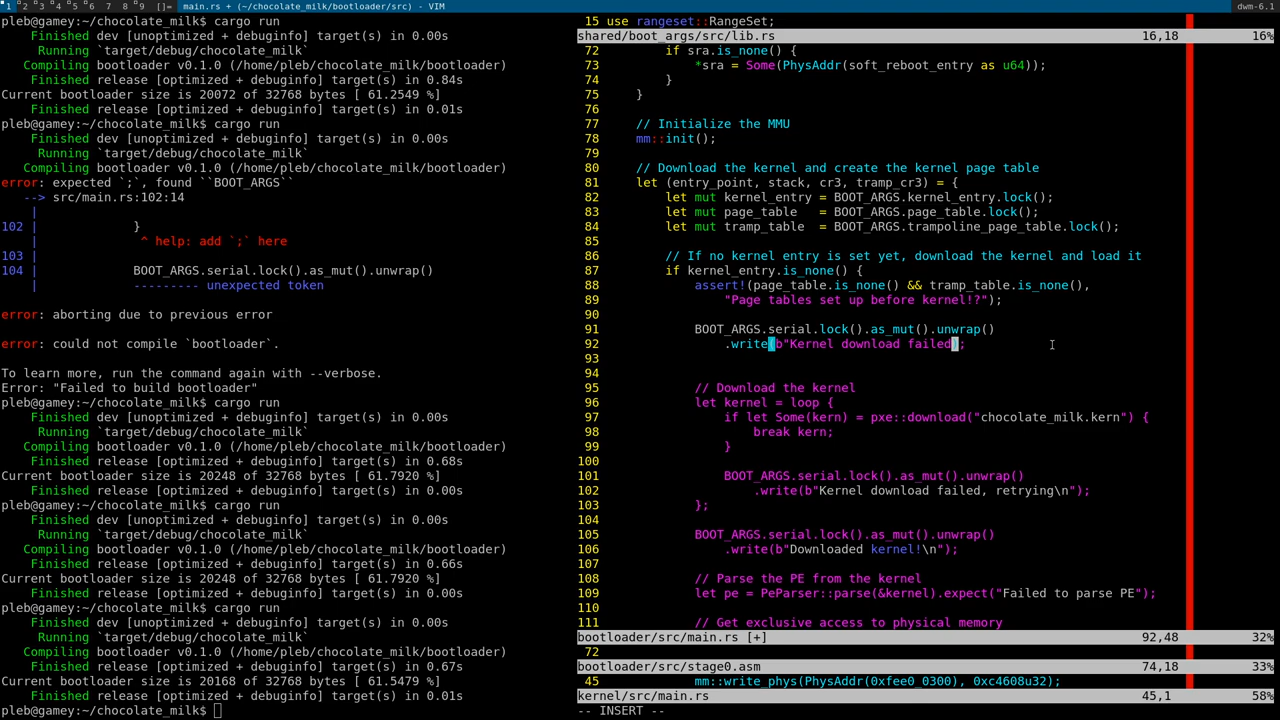 1 2 3 4 5 6 7 8 9 []= main.rs + (~/chocolate_milk/bootloader/src) - VIM dwm-6.1
pleb@gamey:~/chocolate_milk$ cargo run
    Finished dev [unoptimized + debuginfo] target(s) in 0.00s
     Running `target/debug/chocolate_milk`
   Compiling bootloader v0.1.0 (/home/pleb/chocolate_milk/bootloader)
    Finished release [optimized + debuginfo] target(s) in 0.84s
Current bootloader size is 20072 of 32768 bytes [ 61.2549 %]
    Finished release [optimized + debuginfo] target(s) in 0.01s
pleb@gamey:~/chocolate_milk$ cargo run
    Finished dev [unoptimized + debuginfo] target(s) in 0.00s
     Running `target/debug/chocolate_milk`
   Compiling bootloader v0.1.0 (/home/pleb/chocolate_milk/bootloader)
error: expected `;`, found ``BOOT_ARGS``
   --> src/main.rs:102:14
    |
102 |             }
    |              ^ help: add `;` here
103 |
104 |             BOOT_ARGS.serial.lock().as_mut().unwrap()
    |             --------- unexpected token
error: aborting due to previous error
error: could not compile `bootloader`.
To learn more, run the command again with --verbose.
Error: "Failed to build bootloader"
pleb@gamey:~/chocolate_milk$ cargo run
    Finished dev [unoptimized + debuginfo] target(s) in 0.00s
     Running `target/debug/chocolate_milk`
   Compiling bootloader v0.1.0 (/home/pleb/chocolate_milk/bootloader)
    Finished release [optimized + debuginfo] target(s) in 0.68s
Current bootloader size is 20248 of 32768 bytes [ 61.7920 %]
    Finished release [optimized + debuginfo] target(s) in 0.00s
pleb@gamey:~/chocolate_milk$ cargo run
    Finished dev [unoptimized + debuginfo] target(s) in 0.00s
     Running `target/debug/chocolate_milk`
   Compiling bootloader v0.1.0 (/home/pleb/chocolate_milk/bootloader)
    Finished release [optimized + debuginfo] target(s) in 0.66s
Current bootloader size is 20248 of 32768 bytes [ 61.7920 %]
    Finished release [optimized + debuginfo] target(s) in 0.00s
pleb@gamey:~/chocolate_milk$ cargo run
    Finished dev [unoptimized + debuginfo] target(s) in 0.00s
     Running `target/debug/chocolate_milk`
   Compiling bootloader v0.1.0 (/home/pleb/chocolate_milk/bootloader)
    Finished release [optimized + debuginfo] target(s) in 0.67s
Current bootloader size is 20168 of 32768 bytes [ 61.5479 %]
    Finished release [optimized + debuginfo] target(s) in 0.01s
pleb@gamey:~/chocolate_milk$
15 use rangeset::RangeSet;
shared/boot_args/src/lib.rs 16,18 16%
72         if sra.is_none() {
73             *sra = Some(PhysAddr(soft_reboot_entry as u64));
74         }
75     }
76
77     // Initialize the MMU
78     mm::init();
79
80     // Download the kernel and create the kernel page table
81     let (entry_point, stack, cr3, tramp_cr3) = {
82         let mut kernel_entry = BOOT_ARGS.kernel_entry.lock();
83         let mut page_table   = BOOT_ARGS.page_table.lock();
84         let mut tramp_table  = BOOT_ARGS.trampoline_page_table.lock();
85
86         // If no kernel entry is set yet, download the kernel and load it
87         if kernel_entry.is_none() {
88             assert!(page_table.is_none() && tramp_table.is_none(),
89                 "Page tables set up before kernel!?");
90
91             BOOT_ARGS.serial.lock().as_mut().unwrap()
92                 .write(b"Kernel download failed);
93
94
95             // Download the kernel
96             let kernel = loop {
97                 if let Some(kern) = pxe::download("chocolate_milk.kern") {
98                     break kern;
99                 }
100
101                 BOOT_ARGS.serial.lock().as_mut().unwrap()
102                     .write(b"Kernel download failed, retrying\n");
103             };
104
105             BOOT_ARGS.serial.lock().as_mut().unwrap()
106                 .write(b"Downloaded kernel!\n");
107
108             // Parse the PE from the kernel
109             let pe = PeParser::parse(&kernel).expect("Failed to parse PE");
110
111             // Get exclusive access to physical memory
bootloader/src/main.rs [+] 92,48 32%
72
bootloader/src/stage0.asm 74,18 33%
45             mm::write_phys(PhysAddr(0xfee0_0300), 0xc4608u32);
kernel/src/main.rs 45,1 58%
-- INSERT --